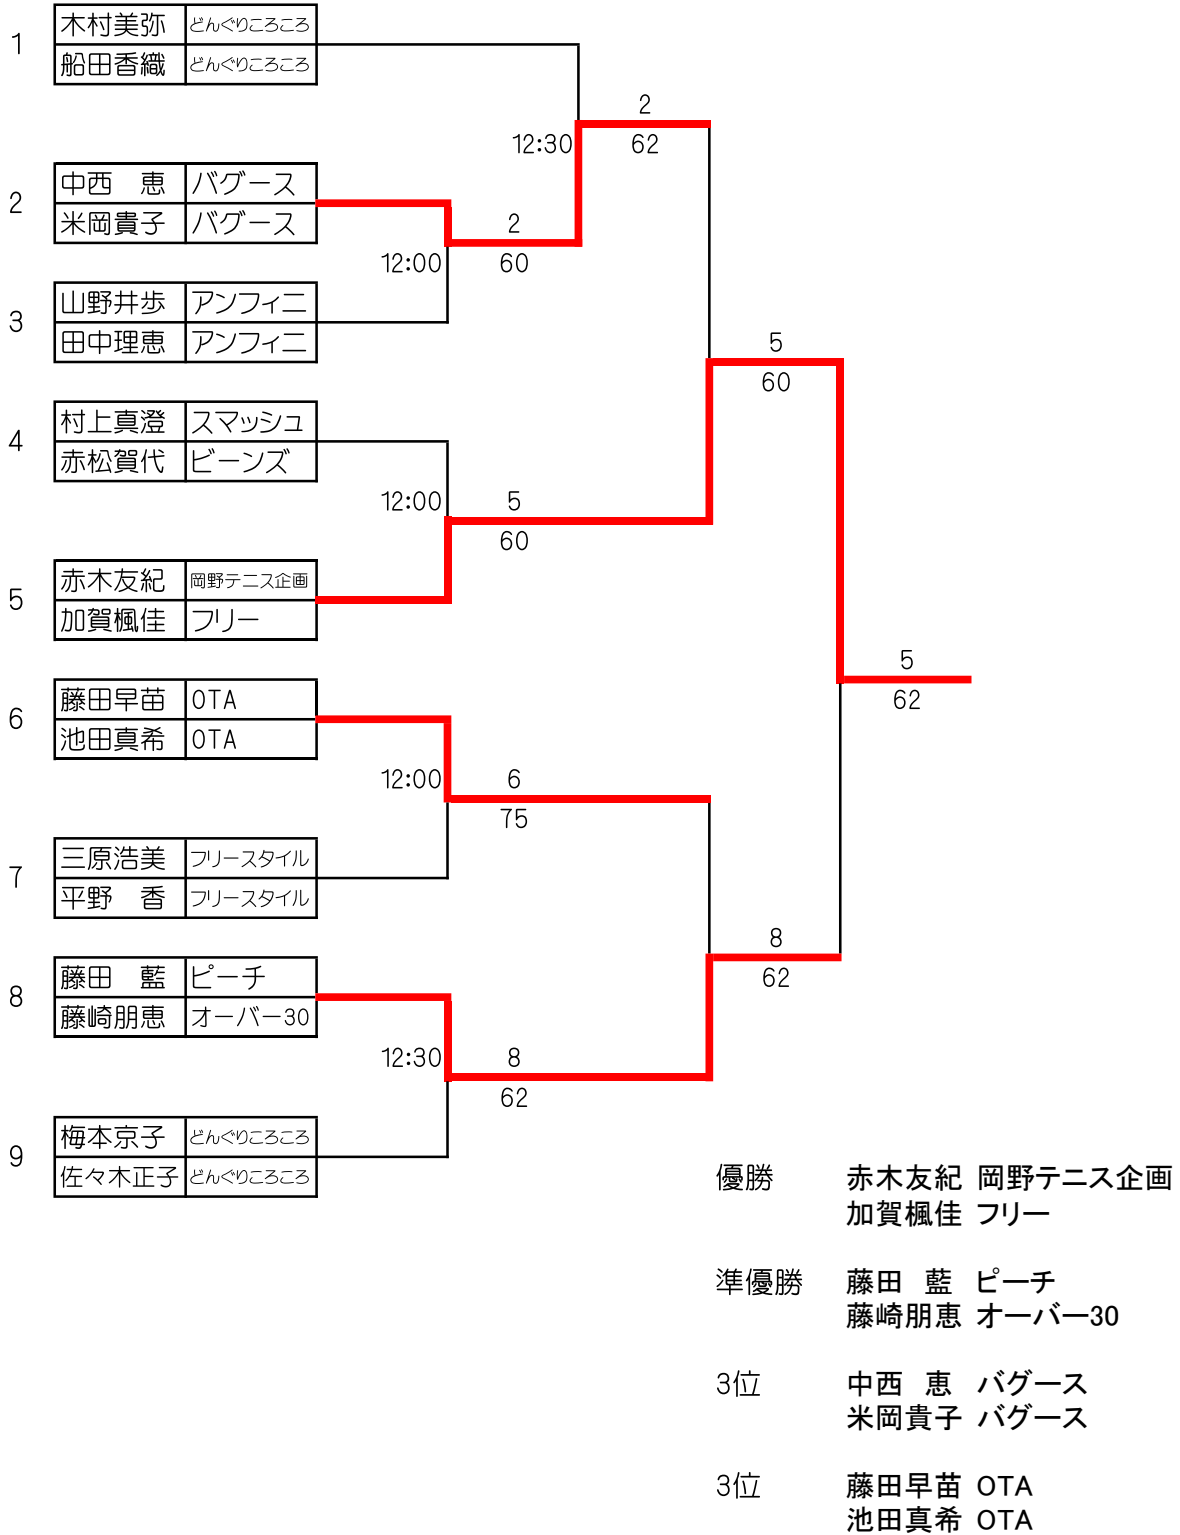 1 木村美弥 どんぐりころころ
船田香織 どんぐりころころ
2
12:30 62
2 中西　恵 バグース
米岡貴子 バグース
2
12:00 60
3 山野井歩 アンフィニ
田中理恵 アンフィニ
5
60
4 村上真澄 スマッシュ
赤松賀代 ビーンズ
12:00 5
60
5 赤木友紀 岡野テニス企画
加賀楓佳 フリー
5
62
6 藤田早苗 OTA
池田真希 OTA
12:00 6
75
7 三原浩美 フリースタイル
平野　香 フリースタイル
8
62
8 藤田　藍 ピーチ
藤崎朋恵 オーバー30
12:30 8
62
9 梅本京子 どんぐりころころ
佐々木正子 どんぐりころころ
優勝 赤木友紀 岡野テニス企画
加賀楓佳 フリー
準優勝 藤田　藍 ピーチ
藤崎朋恵 オーバー30
3位 中西　恵 バグース
米岡貴子 バグース
3位 藤田早苗 OTA
池田真希 OTA